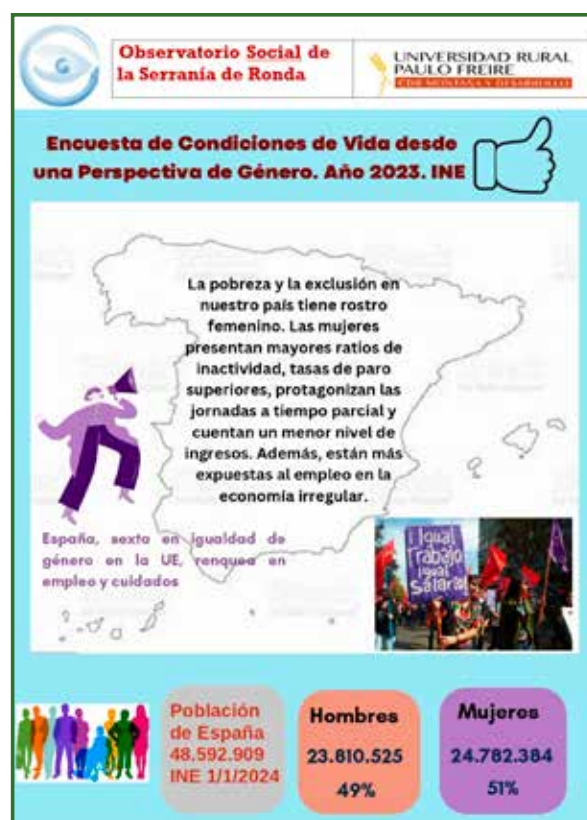 Observatorio Social de
la Serranía de Ronda
UNIVERSIDAD RURAL
PAULO FREIRE
CDR MONTAÑA Y DESARROLLO
Encuesta de Condiciones de Vida desde
una Perspectiva de Género. Año 2023. INE
La pobreza y la exclusión en
nuestro país tiene rostro
femenino. Las mujeres
presentan mayores ratios de
inactividad, tasas de paro
superiores, protagonizan las
jornadas a tiempo parcial y
cuentan un menor nivel de
ingresos. Además, están más
expuestas al empleo en la
economía irregular.
España, sexta en igualdad de
género en la UE, renquea en
empleo y cuidados
¡Igual
Trabajo
igual
Salario!
Población
de España
48.592.909
INE 1/1/2024
Hombres
23.810.525
49%
Mujeres
24.782.384
51%